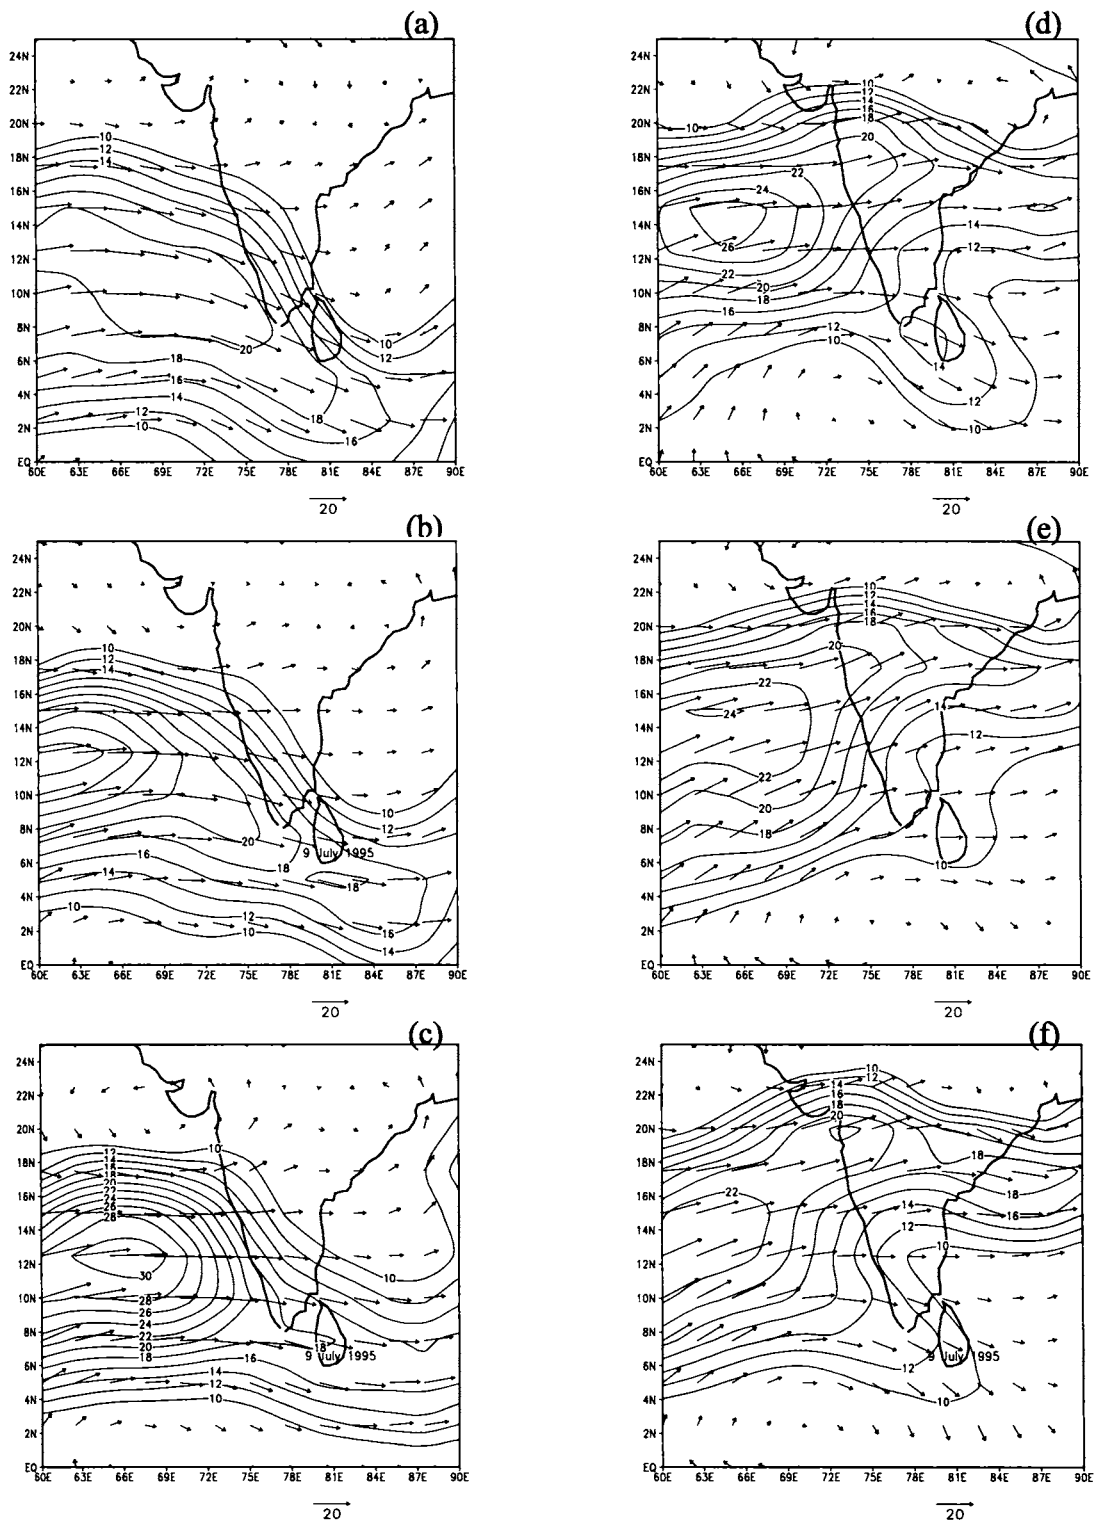 (a)
24N
22N
20N
18N
16N
14N
12N
10N
8N
6N
4N
2N
EQ
10
12
14
20
18
16
14
12
10
10
12
18
16
60E 63E 66E 69E 72E 75E 78E 81E 84E 87E 90E
20
(d)
24N
22N
20N
18N
16N
14N
12N
10N
8N
6N
4N
2N
EQ
10
12
14
16
18
20
10
20
22
24
26
22
20
18
16
14
12
12
10
14
12
10
60E 63E 66E 69E 72E 75E 78E 81E 84E 87E 90E
20
(b)
24N
22N
20N
18N
16N
14N
12N
10N
8N
6N
4N
2N
EQ
10
12
14
10
12
20
16
18
14
18
10
12
10
16
14
9 July 1995
60E 63E 66E 69E 72E 75E 78E 81E 84E 87E 90E
20
(e)
24N
22N
20N
18N
16N
14N
12N
10N
8N
6N
4N
2N
EQ
10
12
14
16
18
20
22
24
14
12
22
20
18
10
60E 63E 66E 69E 72E 75E 78E 81E 84E 87E 90E
20
(c)
24N
22N
20N
18N
16N
14N
12N
10N
8N
6N
4N
2N
EQ
10
12
14
16
18
20
22
24
26
28
30
10
28
26
24
22
20
18
16
14
12
10
18
9 July 1995
60E 63E 66E 69E 72E 75E 78E 81E 84E 87E 90E
20
(f)
24N
22N
20N
18N
16N
14N
12N
10N
8N
6N
4N
2N
EQ
10
12
14
16
18
20
18
18
22
14
16
12
10
12
10
9 July 1995
60E 63E 66E 69E 72E 75E 78E 81E 84E 87E 90E
20